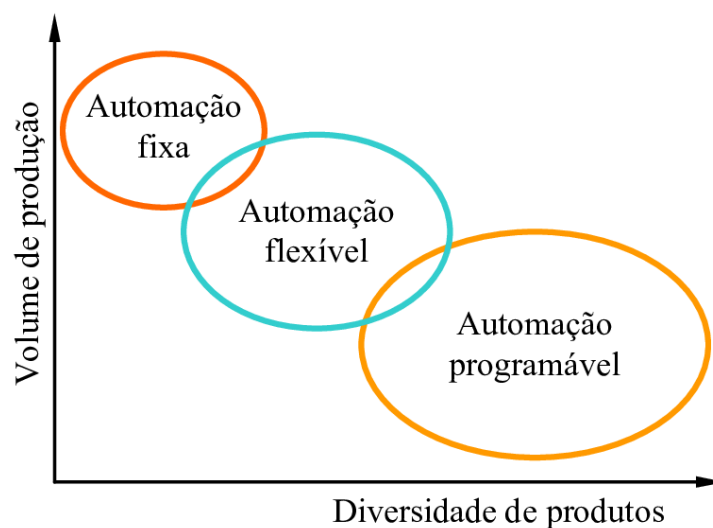 Automação
fixa
Automação
flexível
Automação
programável
Volume de produção
Diversidade de produtos